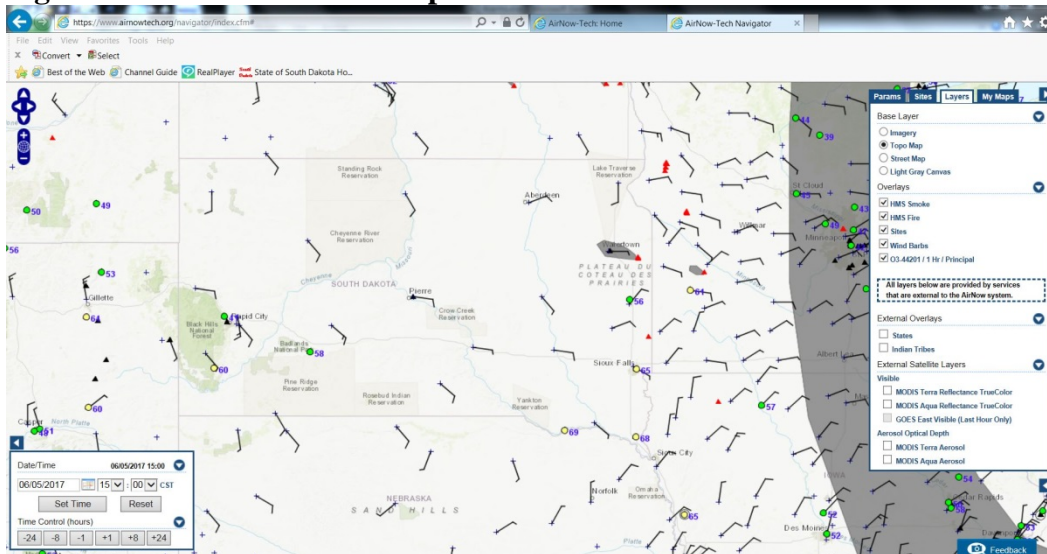 https://www.airnowtech.org/navigator/index.cfm#
AirNow-Tech: Home
AirNow-Tech Navigator
File Edit View Favorites Tools Help
x Convert Select
Best of the Web Channel Guide RealPlayer State of South Dakota Ho...
Params Sites Layers My Maps
Base Layer
Imagery
Topo Map
Street Map
Light Gray Canvas
Overlays
HMS Smoke
HMS Fire
Sites
Wind Barbs
O3-44201 / 1 Hr / Principal
All layers below are provided by services
that are external to the AirNow system.
External Overlays
States
Indian Tribes
External Satellite Layers
Visible
MODIS Terra Reflectance TrueColor
MODIS Aqua Reflectance TrueColor
GOES East Visible (Last Hour Only)
Aerosol Optical Depth
MODIS Terra Aerosol
MODIS Aqua Aerosol
44
39
Standing Rock
Reservation
Lake Traverse
Reservation
St Cloud
45
Aberdeen
50
49
43
49
Willmar
Cheyenne River
Reservation
Watertown
56
PLATEAU DU
COTEAU DES
PRAIRIES
53
Cheyenne
SOUTH DAKOTA
Pierre
61
Gillette
56
64
Crow Creek
Reservation
Black Hills
National
Forest
Rapid City
Badlands
58
60
Sioux Falls
65
Albert Lea
Pine Ridge
Reservation
Rosebud Indian
Reservation
Yankton
Reservation
60
57
Casper
North Platte
51
69
68
Sioux City
IOWA
54
Norfolk
Omaha
Reservation
NEBRASKA
SAND HILLS
65
52
58
Des Moines
52
53
Platte
Date/Time 06/05/2017 15:00
06/05/2017 15 : 00 CST
Set Time Reset
Time Control (hours)
-24 -8 -1 +1 +8 +24
Feedback